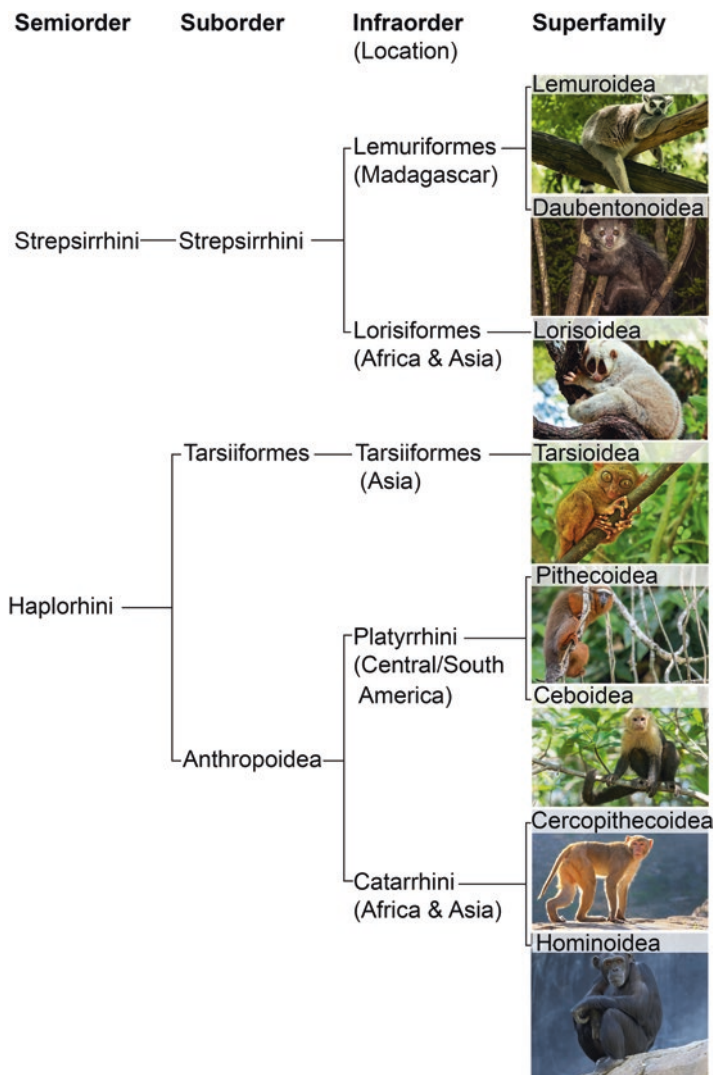 Semiorder Suborder Infraorder Superfamily
(Location)
Lemuroidea
Lemuriformes
(Madagascar)
Daubentonoidea
Strepsirrhini Strepsirrhini
Lorisiformes Lorisoidea
(Africa & Asia)
Tarsiiformes Tarsiiformes Tarsioidea
(Asia)
Pithecoidea
Haplorhini
Platyrrhini
(Central/South
America)
Ceboidea
Anthropoidea
Cercopithecoidea
Catarrhini
(Africa & Asia)
Hominoidea